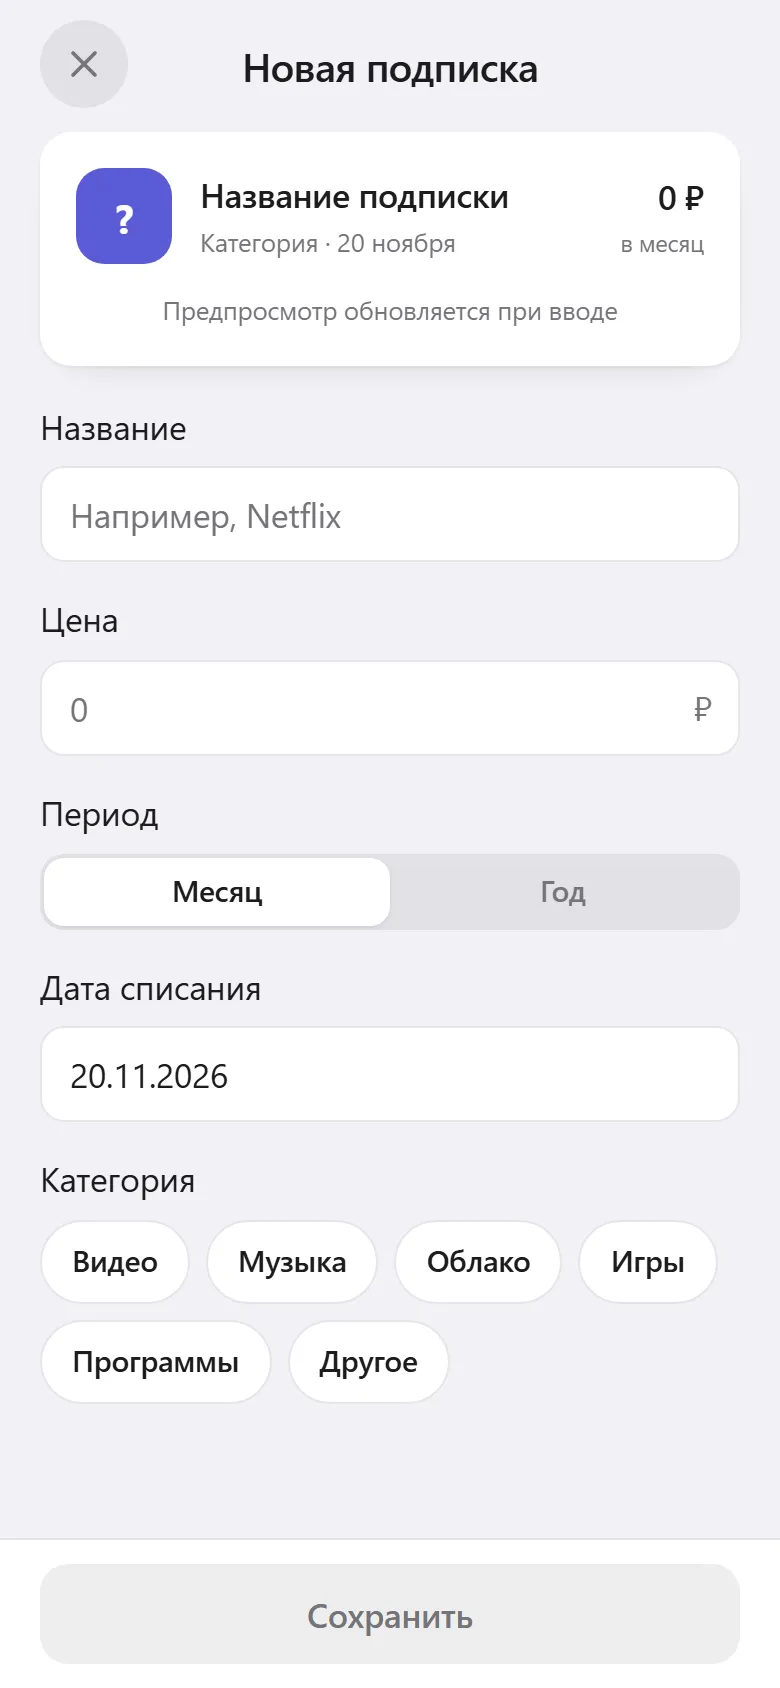 Новая подписка
?
Название подписки
0 ₽
Категория · 20 ноября
в месяц
Предпросмотр обновляется при вводе
Название
Например, Netflix
Цена
0 ₽
Период
Месяц Год
Дата списания
20.11.2026
Категория
Видео Музыка Облако Игры
Программы Другое
Сохранить